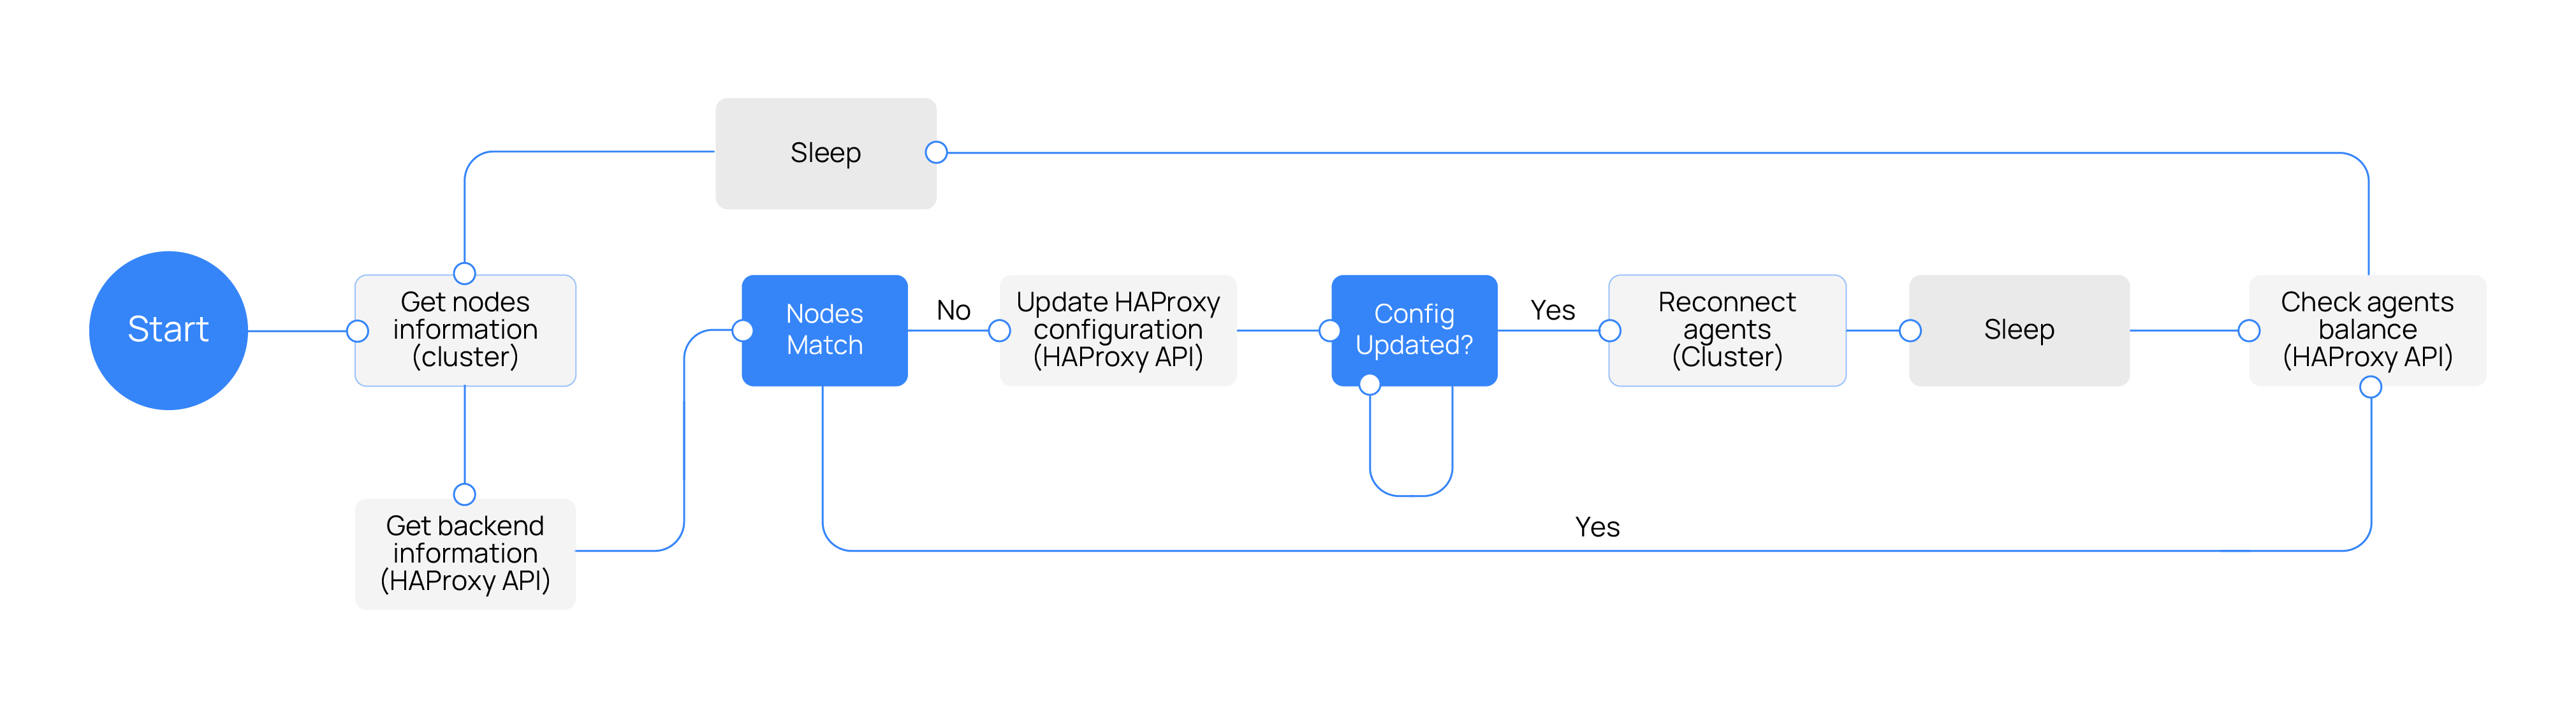 Sleep
Start
Get nodes
information
(cluster)
Nodes
Match
No
Update HAProxy
configuration
(HAProxy API)
Config
Updated?
Yes
Reconnect
agents
(Cluster)
Sleep
Check agents
balance
(HAProxy API)
Get backend
information
(HAProxy API)
Yes